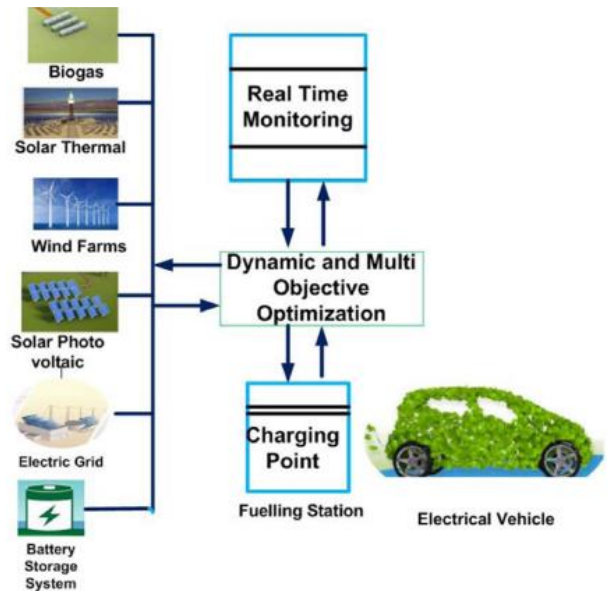 Biogas
Solar Thermal
Wind Farms
Solar Photo
voltaic
Electric Grid
Battery
Storage
System
Real Time
Monitoring
Dynamic and Multi
Objective
Optimization
Charging
Point
Fuelling Station
Electrical Vehicle